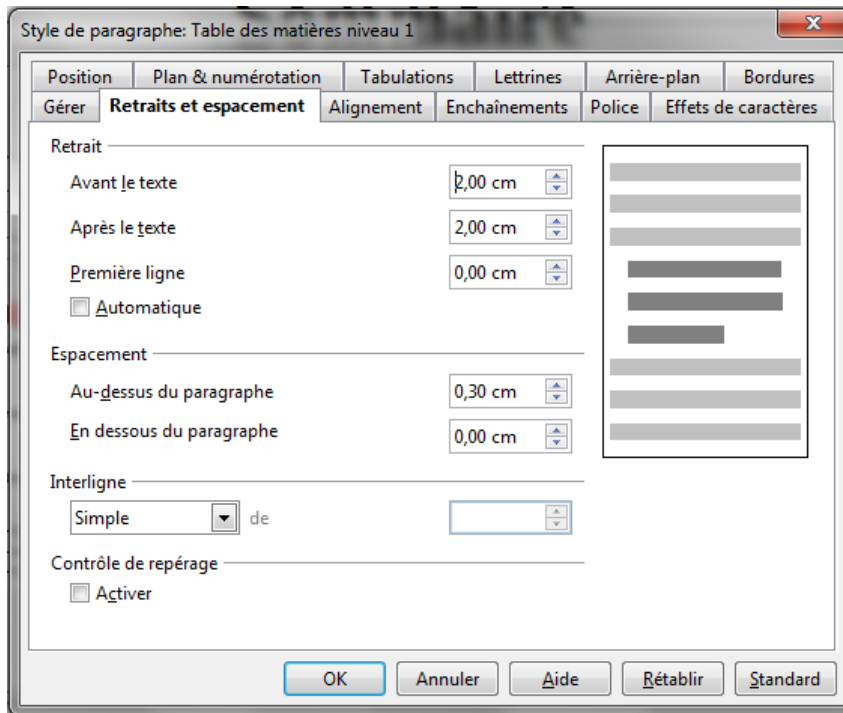 Sommaire
Style de paragraphe: Table des matières niveau 1
x
Position Plan & numérotation Tabulations Lettrines Arrière-plan Bordures
Gérer Retraits et espacement Alignement Enchaînements Police Effets de caractères
Retrait
Avant le texte 2,00 cm
Après le texte 2,00 cm
Première ligne 0,00 cm
Automatique
Espacement
Au-dessus du paragraphe 0,30 cm
En dessous du paragraphe 0,00 cm
Interligne
Simple de
Contrôle de repérage
Activer
OK Annuler Aide Rétablir Standard